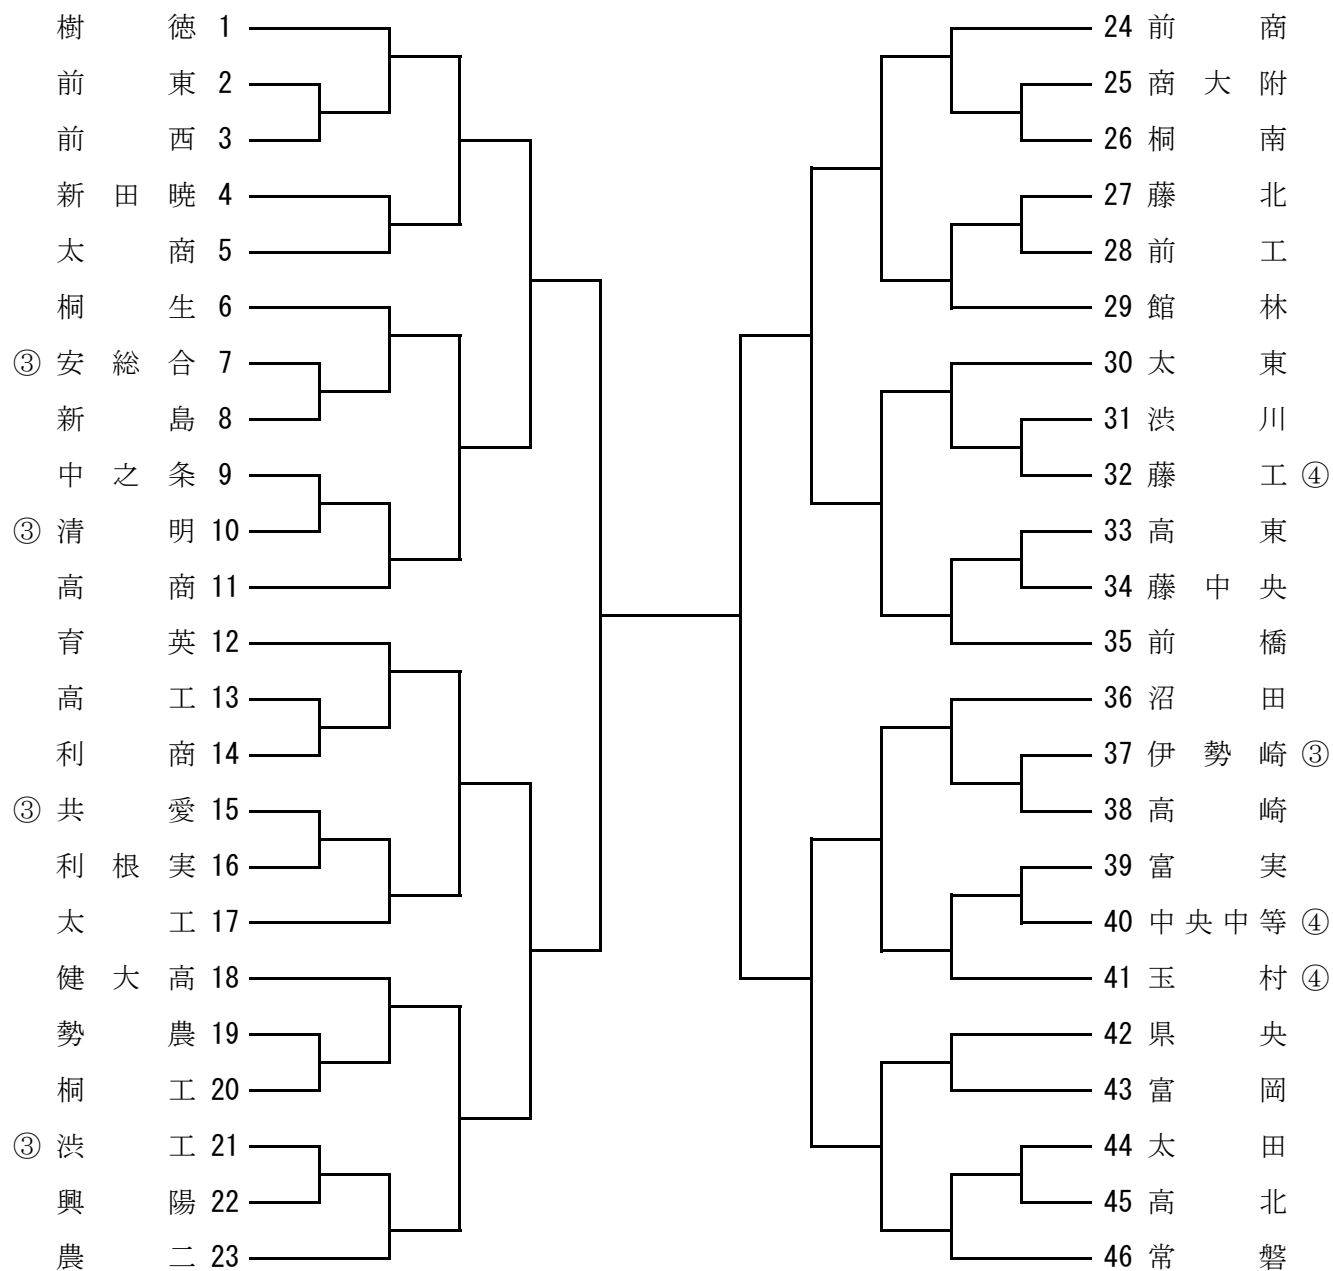 樹徳 1
前東 2
前西 3
新田暁 4
太商 5
桐生 6
③ 安総合 7
新島 8
中之条 9
③ 清明 10
高商 11
育英 12
高工 13
利商 14
③ 共愛 15
利根実 16
太工 17
健大高 18
勢農 19
桐工 20
③ 渋工 21
興陽 22
農二 23
24 前商
25 商大附
26 桐南
27 藤北
28 前工
29 館林
30 太東
31 渋川
32 藤工 ④
33 高東
34 藤中央
35 前橋
36 沼田
37 伊勢崎 ③
38 高崎
39 富実
40 中央中等 ④
41 玉村 ④
42 県央
43 富岡
44 太田
45 高北
46 常磐